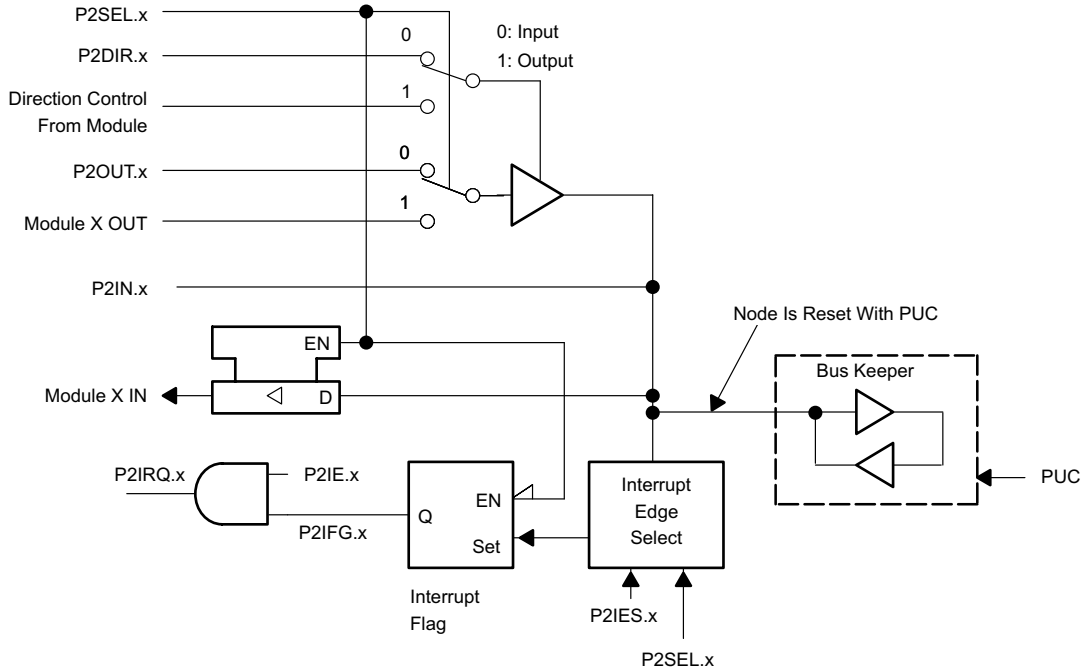 P2SEL.x
0
0: Input
P2DIR.x
1: Output
Direction Control
From Module
1
0
P2OUT.x
1
Module X OUT
P2IN.x
Node Is Reset With PUC
EN
Bus Keeper
Module X IN
D
P2IRQ.x
P2IE.x
Interrupt
Edge
Select
PUC
EN
Q
P2IFG.x
Set
Interrupt
Flag
P2IES.x
P2SEL.x